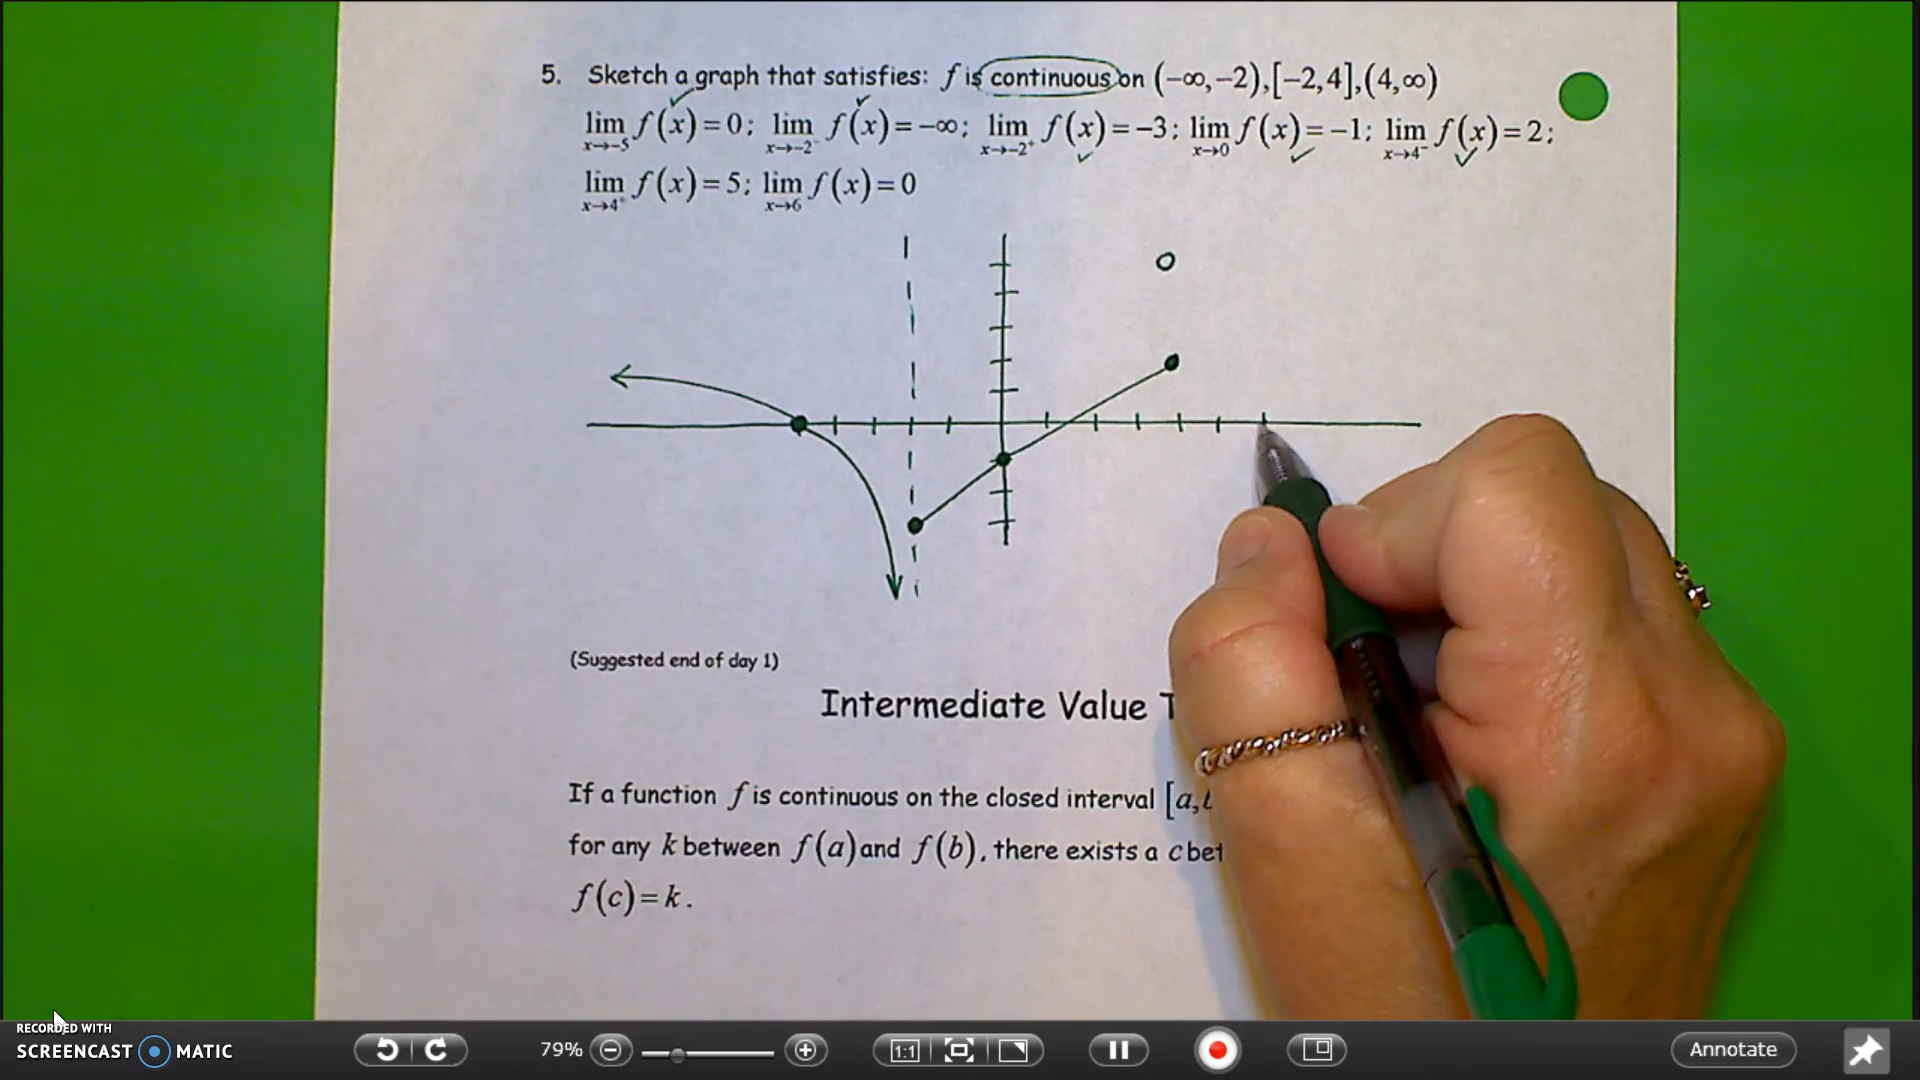 5. Sketch a graph that satisfies: f is continuous on (−∞,−2),[−2,4],(4,∞)
lim x→−5 f(x)=0; lim x→−2⁻ f(x)=−∞; lim x→−2⁺ f(x)=−3; lim x→0 f(x)=−1; lim x→4⁻ f(x)=2;
lim x→4⁺ f(x)=5; lim x→6 f(x)=0
(Suggested end of day 1)
Intermediate Value
If a function f is continuous on the closed interval [a,
for any k between f(a) and f(b), there exists a c
f(c)=k.
RECORDED WITH
SCREENCAST MATIC
79%
1:1
Annotate